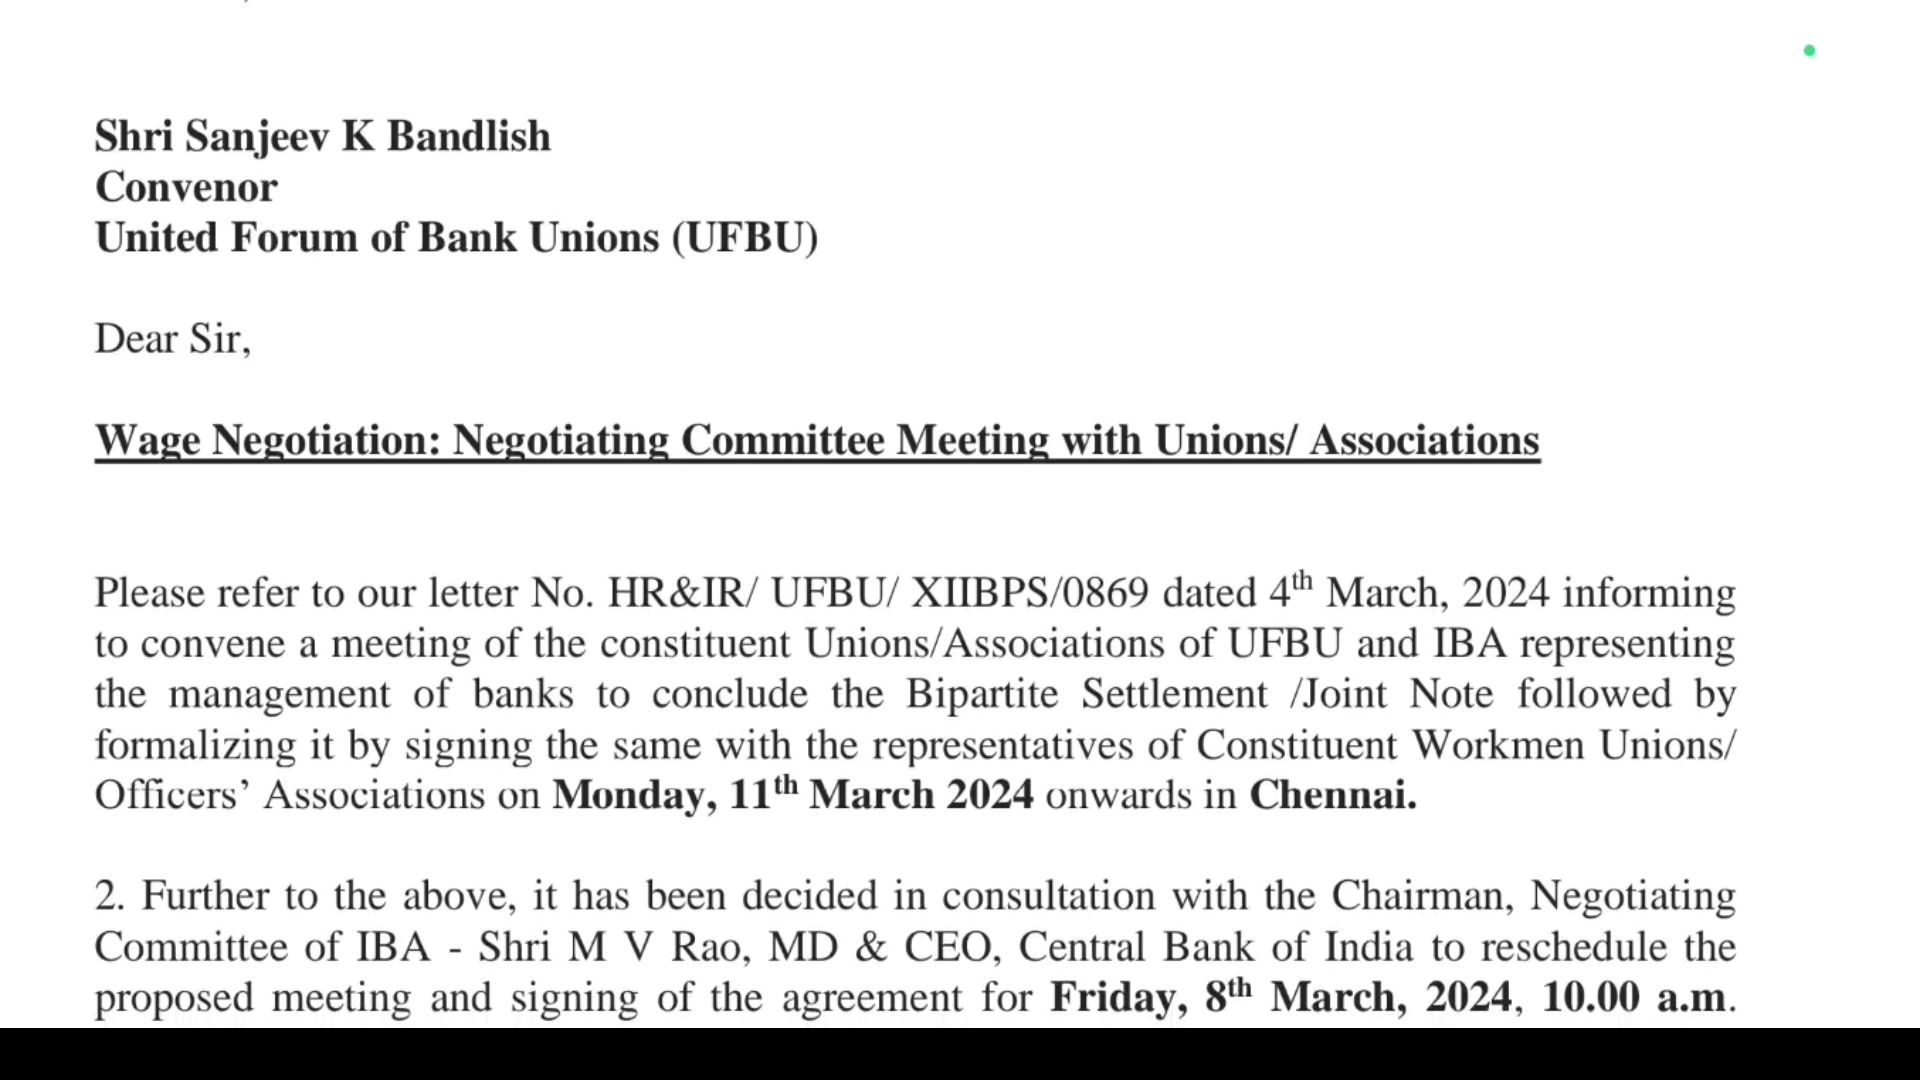 Shri Sanjeev K Bandlish
Convenor
United Forum of Bank Unions (UFBU)
Dear Sir,
Wage Negotiation: Negotiating Committee Meeting with Unions/ Associations
Please refer to our letter No. HR&IR/ UFBU/ XIIBPS/0869 dated 4th March, 2024 informing
to convene a meeting of the constituent Unions/Associations of UFBU and IBA representing
the management of banks to conclude the Bipartite Settlement /Joint Note followed by
formalizing it by signing the same with the representatives of Constituent Workmen Unions/
Officers’ Associations on Monday, 11th March 2024 onwards in Chennai.
2. Further to the above, it has been decided in consultation with the Chairman, Negotiating
Committee of IBA - Shri M V Rao, MD & CEO, Central Bank of India to reschedule the
proposed meeting and signing of the agreement for Friday, 8th March, 2024, 10.00 a.m.